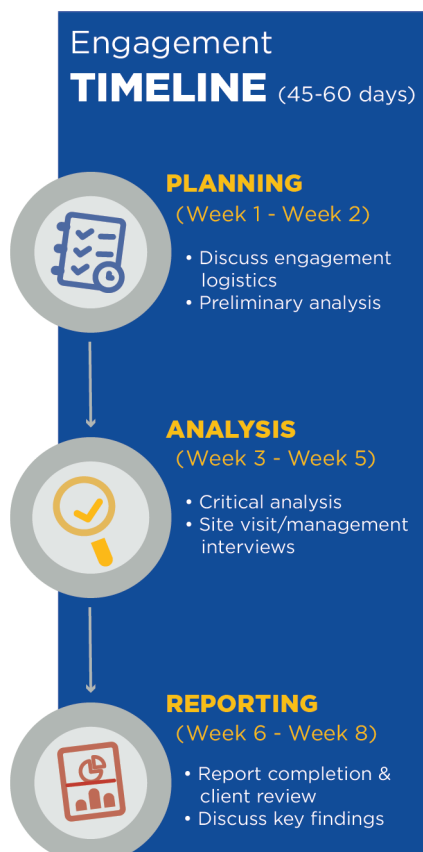 Engagement
TIMELINE (45-60 days)
PLANNING
(Week 1 - Week 2)
• Discuss engagement
logistics
• Preliminary analysis
ANALYSIS
(Week 3 - Week 5)
• Critical analysis
• Site visit/management
interviews
REPORTING
(Week 6 - Week 8)
• Report completion &
client review
• Discuss key findings